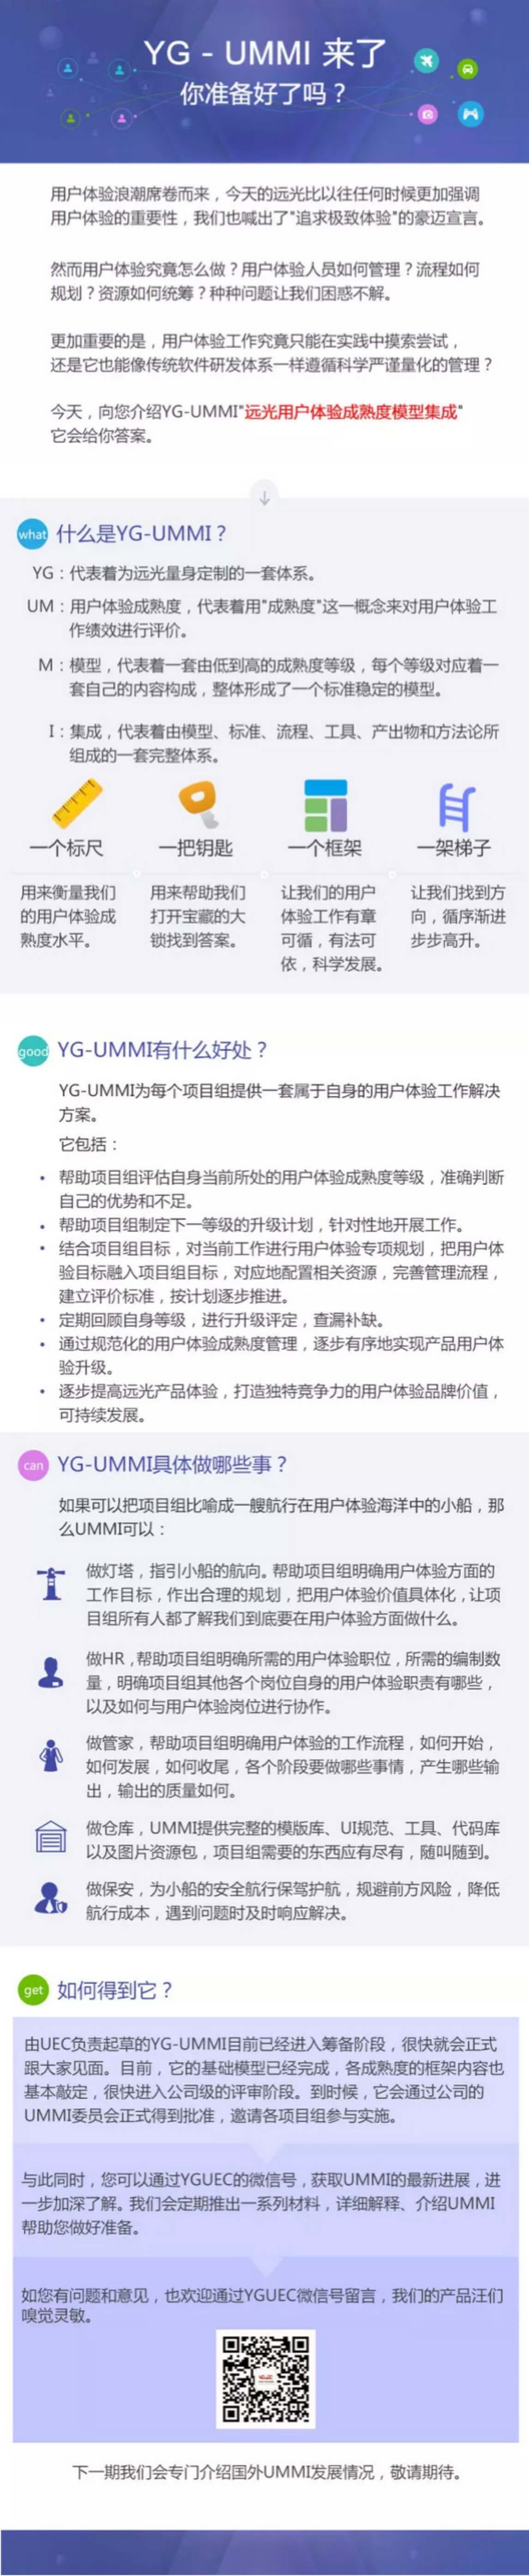 YG - UMMI 来了
你准备好了吗？
用户体验浪潮席卷而来，今天的远光比以往任何时候更加强调
用户体验的重要性，我们也喊出了"追求极致体验"的豪迈宣言。
然而用户体验究竟怎么做？用户体验人员如何管理？流程如何
规划？资源如何统筹？种种问题让我们困惑不解。
更加重要的是，用户体验工作究竟只能在实践中摸索尝试，
还是它也能像传统软件研发体系一样遵循科学严谨量化的管理？
今天，向您介绍YG-UMMI"远光用户体验成熟度模型集成"
它会给你答案。
what 什么是YG-UMMI？
YG：代表着为远光量身定制的一套体系。
UM：用户体验成熟度，代表着用"成熟度"这一概念来对用户体验工
作绩效进行评价。
M：模型，代表着一套由低到高的成熟度等级，每个等级对应着一
套自己的内容构成，整体形成了一个标准稳定的模型。
I：集成，代表着由模型、标准、流程、工具、产出物和方法论所
组成的一套完整体系。
一个标尺
一把钥匙
一个框架
一架梯子
用来衡量我们
的用户体验成
熟度水平。
用来帮助我们
打开宝藏的大
锁找到答案。
让我们的用户
体验工作有章
可循，有法可
依，科学发展。
让我们找到方
向，循序渐进
步步高升。
good YG-UMMI有什么好处？
YG-UMMI为每个项目组提供一套属于自身的用户体验工作解决
方案。
它包括：
• 帮助项目组评估自身当前所处的用户体验成熟度等级，准确判断
自己的优势和不足。
• 帮助项目组制定下一等级的升级计划，针对性地开展工作。
• 结合项目组目标，对当前工作进行用户体验专项规划，把用户体
验目标融入项目组目标，对应地配置相关资源，完善管理流程，
建立评价标准，按计划逐步推进。
• 定期回顾自身等级，进行升级评定，查漏补缺。
• 通过规范化的用户体验成熟度管理，逐步有序地实现产品用户体
验升级。
• 逐步提高远光产品体验，打造独特竞争力的用户体验品牌价值，
可持续发展。
can YG-UMMI具体做哪些事？
如果可以把项目组比喻成一艘航行在用户体验海洋中的小船，那
么UMMI可以：
做灯塔，指引小船的航向。帮助项目组明确用户体验方面的
工作目标，作出合理的规划，把用户体验价值具体化，让项
目组所有人都了解我们到底要在用户体验方面做什么。
做HR，帮助项目组明确所需的用户体验职位，所需的编制数
量，明确项目组其他各个岗位自身的用户体验职责有哪些，
以及如何与用户体验岗位进行协作。
做管家，帮助项目组明确用户体验的工作流程，如何开始，
如何发展，如何收尾，各个阶段要做哪些事情，产生哪些输
出，输出的质量如何。
做仓库，UMMI提供完整的模版库、UI规范、工具、代码库
以及图片资源包，项目组需要的东西应有尽有，随叫随到。
做保安，为小船的安全航行保驾护航，规避前方风险，降低
航行成本，遇到问题时及时响应解决。
get 如何得到它？
由UEC负责起草的YG-UMMI目前已经进入筹备阶段，很快就会正式
跟大家见面。目前，它的基础模型已经完成，各成熟度的框架内容也
基本敲定，很快进入公司级的评审阶段。到时候，它会通过公司的
UMMI委员会正式得到批准，邀请各项目组参与实施。
与此同时，您可以通过YGUEC的微信号，获取UMMI的最新进展，进
一步加深了解。我们会定期推出一系列材料，详细解释、介绍UMMI
帮助您做好准备。
如您有问题和意见，也欢迎通过YGUEC微信号留言，我们的产品汪们
嗅觉灵敏。
下一期我们会专门介绍国外UMMI发展情况，敬请期待。